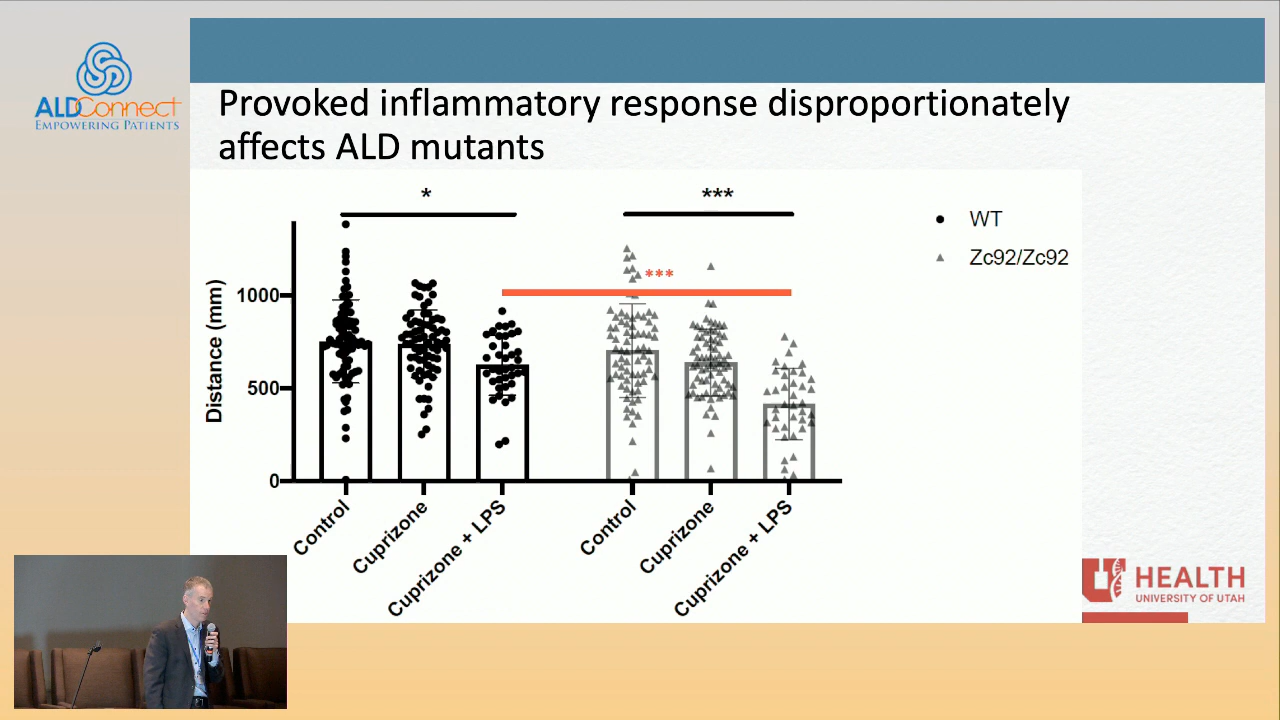 ALDConnect
EMPOWERING PATIENTS
Provoked inflammatory response disproportionately
affects ALD mutants
* ***
WT
Zc92/Zc92
***
Distance (mm)
1000
500
0
Control
Cuprizone
Cuprizone + LPS
Control
Cuprizone
Cuprizone + LPS
U HEALTH
UNIVERSITY OF UTAH